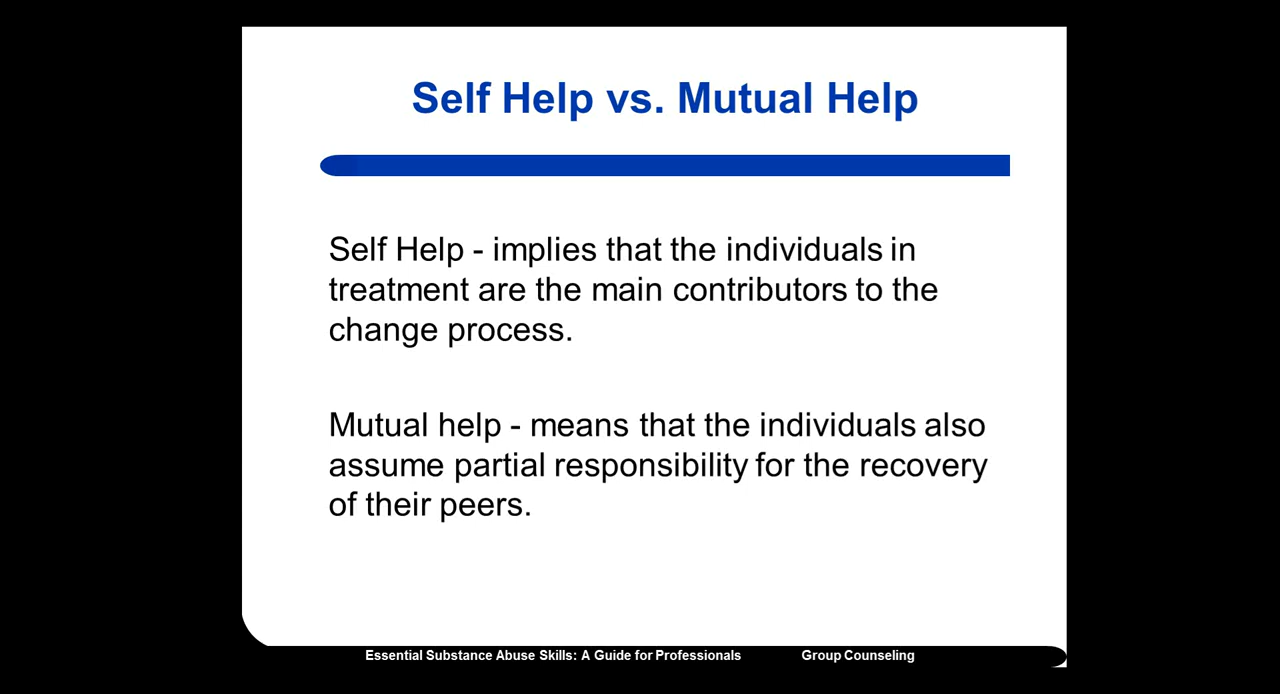 Self Help vs. Mutual Help
Self Help - implies that the individuals in
treatment are the main contributors to the
change process.
Mutual help - means that the individuals also
assume partial responsibility for the recovery
of their peers.
Essential Substance Abuse Skills: A Guide for Professionals Group Counseling